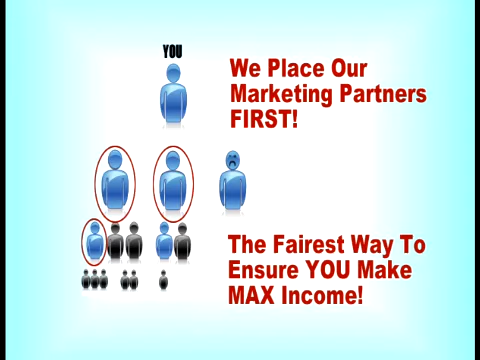 YOU
We Place Our
Marketing Partners
FIRST!
The Fairest Way To
Ensure YOU Make
MAX Income!